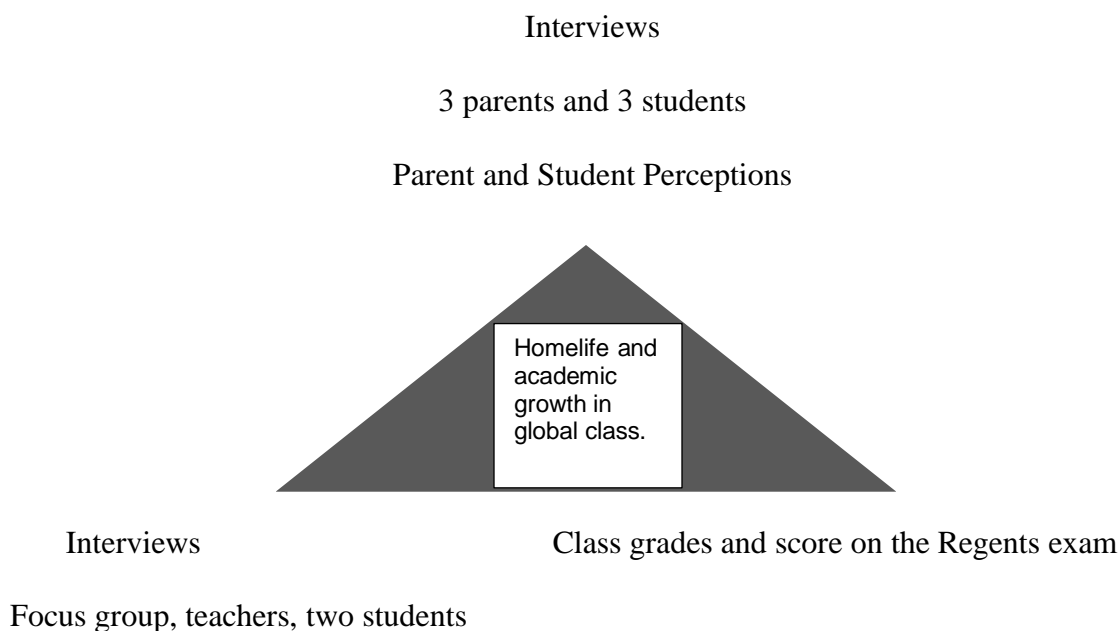 Interviews
3 parents and 3 students
Parent and Student Perceptions
Homelife and
academic
growth in
global class.
Interviews
Class grades and score on the Regents exam
Focus group, teachers, two students